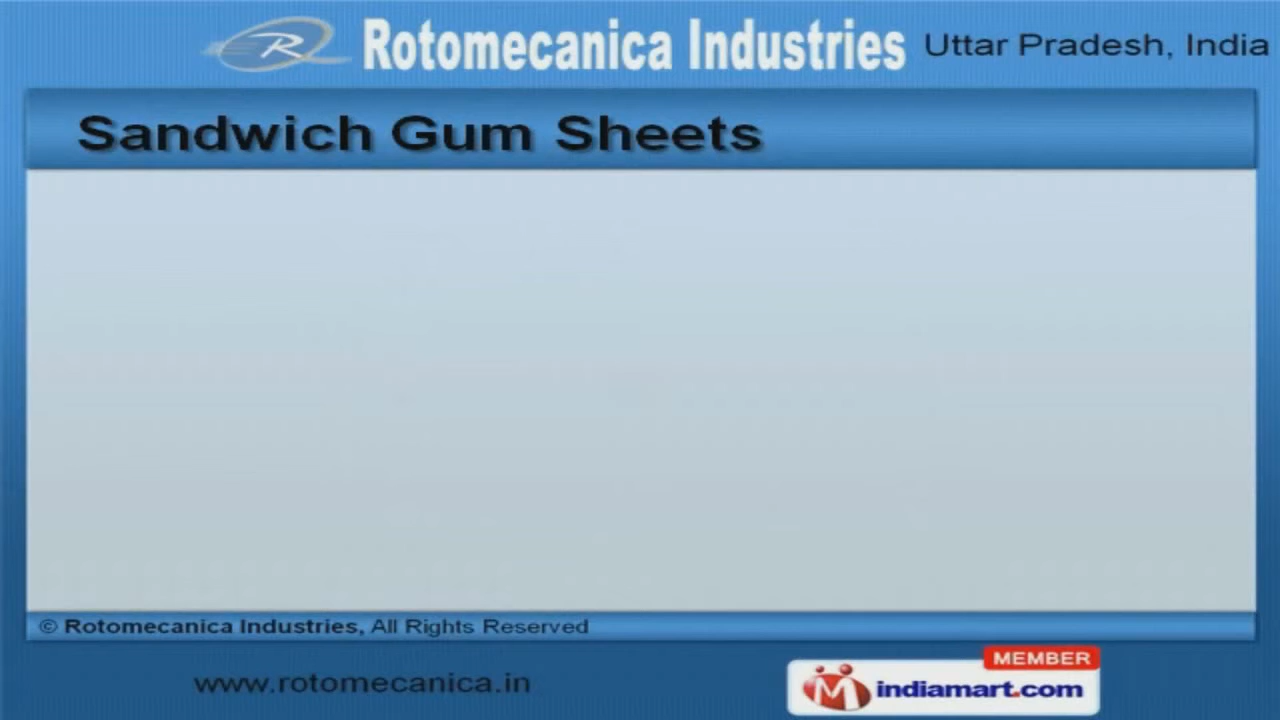 R Rotomecanica Industries Uttar Pradesh, India
Sandwich Gum Sheets
© Rotomecanica Industries, All Rights Reserved
www.rotomecanica.in
MEMBER
indiamart.com